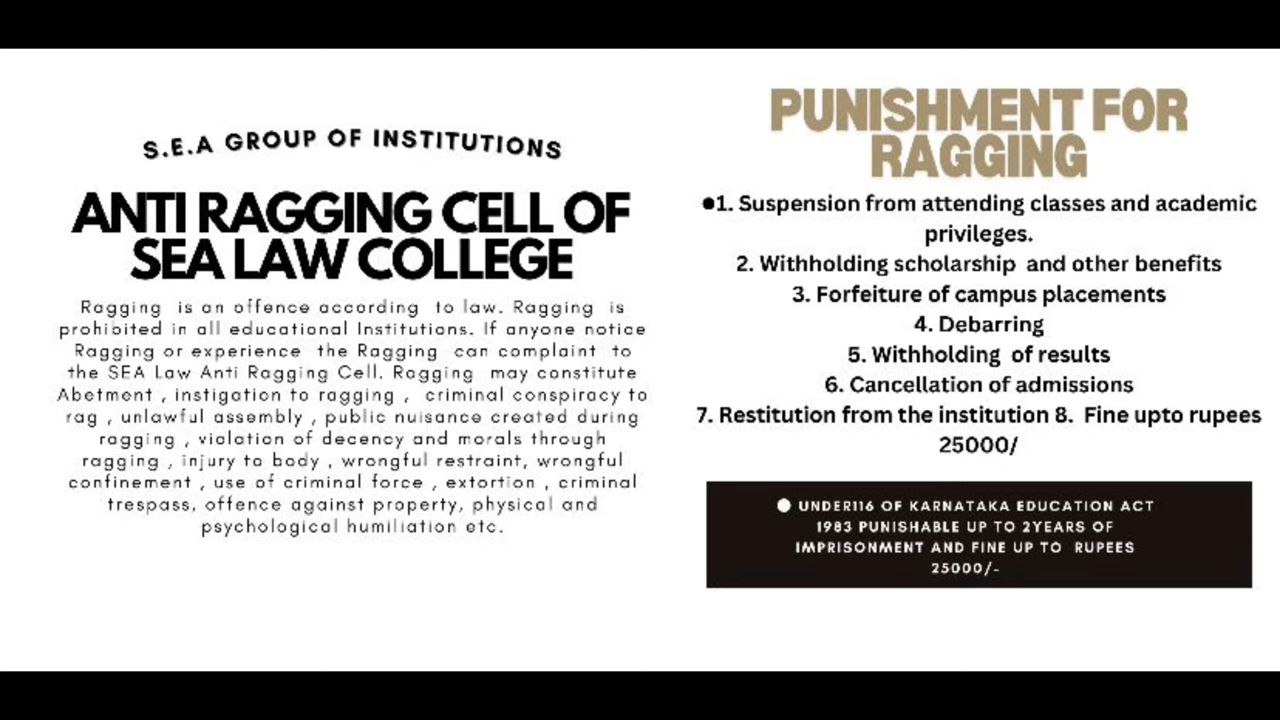 S.E.A GROUP OF INSTITUTIONS
ANTI RAGGING CELL OF
SEA LAW COLLEGE
Ragging is an offence according to law. Ragging is
prohibited in all educational Institutions. If anyone notice
Ragging or experience the Ragging can complaint to
the SEA Law Anti Ragging Cell. Ragging may constitute
Abetment , instigation to ragging , criminal conspiracy to
rag , unlawful assembly , public nuisance created during
ragging , violation of decency and morals through
ragging , injury to body , wrongful restraint, wrongful
confinement , use of criminal force , extortion , criminal
trespass, offence against property, physical and
psychological humiliation etc.
PUNISHMENT FOR
RAGGING
•1. Suspension from attending classes and academic
privileges.
2. Withholding scholarship and other benefits
3. Forfeiture of campus placements
4. Debarring
5. Withholding of results
6. Cancellation of admissions
7. Restitution from the institution 8. Fine upto rupees
25000/
• UNDER116 OF KARNATAKA EDUCATION ACT
1983 PUNISHABLE UP TO 2YEARS OF
IMPRISONMENT AND FINE UP TO RUPEES
25000/-